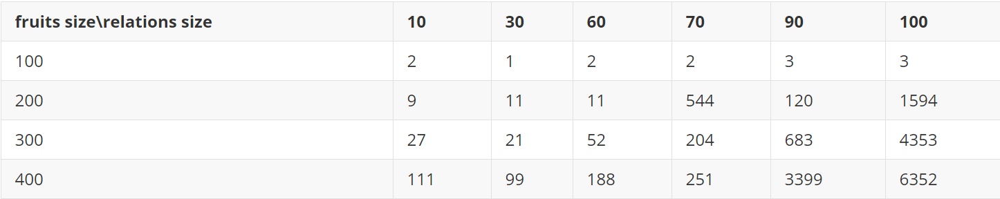 fruits size\relations size 10 30 60 70 90 100
100 2 1 2 2 3 3
200 9 11 11 544 120 1594
300 27 21 52 204 683 4353
400 111 99 188 251 3399 6352